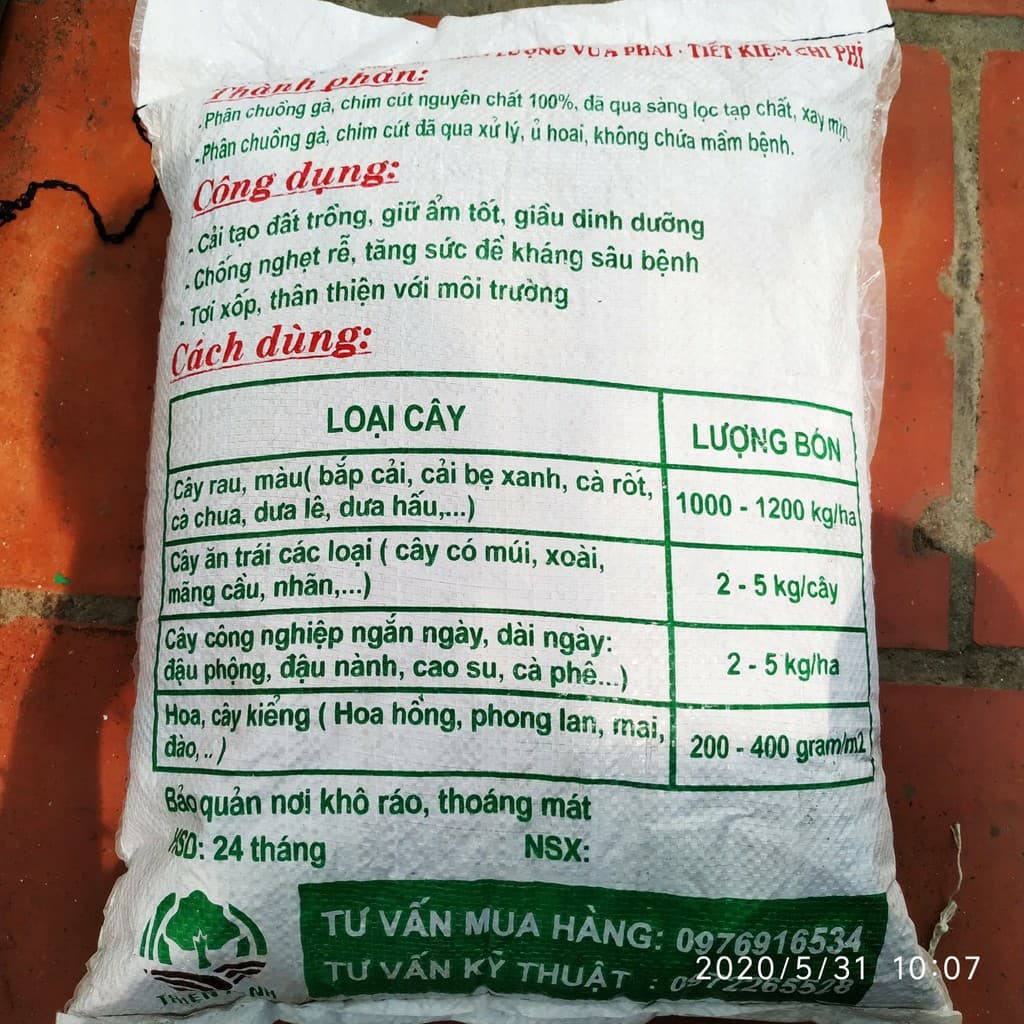 LƯỢNG VỪA PHẢI - TIẾT KIỆM CHI PHÍ
Thành phần:
- Phân chuồng gà, chim cút nguyên chất 100%, đã qua sàng lọc tạp chất, xay mịn.
- Phân chuồng gà, chim cút đã qua xử lý, ủ hoai, không chứa mầm bệnh.
Công dụng:
- Cải tạo đất trồng, giữ ẩm tốt, giầu dinh dưỡng
- Chống nghẹt rễ, tăng sức đề kháng sâu bệnh
- Tơi xốp, thân thiện với môi trường
Cách dùng:
LOẠI CÂY LƯỢNG BÓN
Cây rau, màu( bắp cải, cải bẹ xanh, cà rốt,
cà chua, dưa lê, dưa hấu,...) 1000 - 1200 kg/ha
Cây ăn trái các loại ( cây có múi, xoài,
mãng cầu, nhãn,...) 2 - 5 kg/cây
Cây công nghiệp ngắn ngày, dài ngày:
đậu phộng, đậu nành, cao su, cà phê...) 2 - 5 kg/ha
Hoa, cây kiểng ( Hoa hồng, phong lan, mai,
đào, .. ) 200 - 400 gram/m2
Bảo quản nơi khô ráo, thoáng mát
HSD: 24 tháng NSX:
TƯ VẤN MUA HÀNG: 0976916534
TƯ VẤN KỸ THUẬT :
2020/5/31 10:07